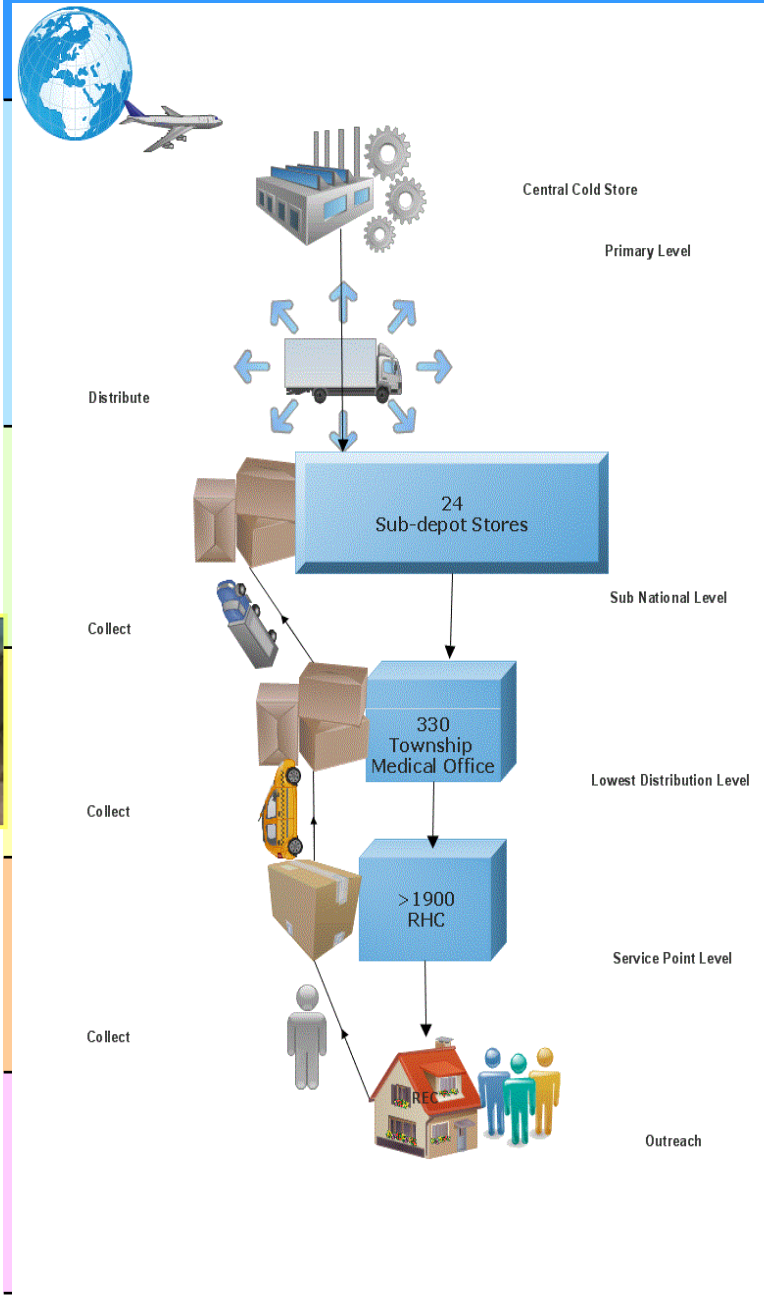 Central Cold Store
Primary Level
Distribute
24
Sub-depot Stores
Sub National Level
Collect
330
Township
Medical Office
Lowest Distribution Level
Collect
>1900
RHC
Service Point Level
Collect
REC
Outreach